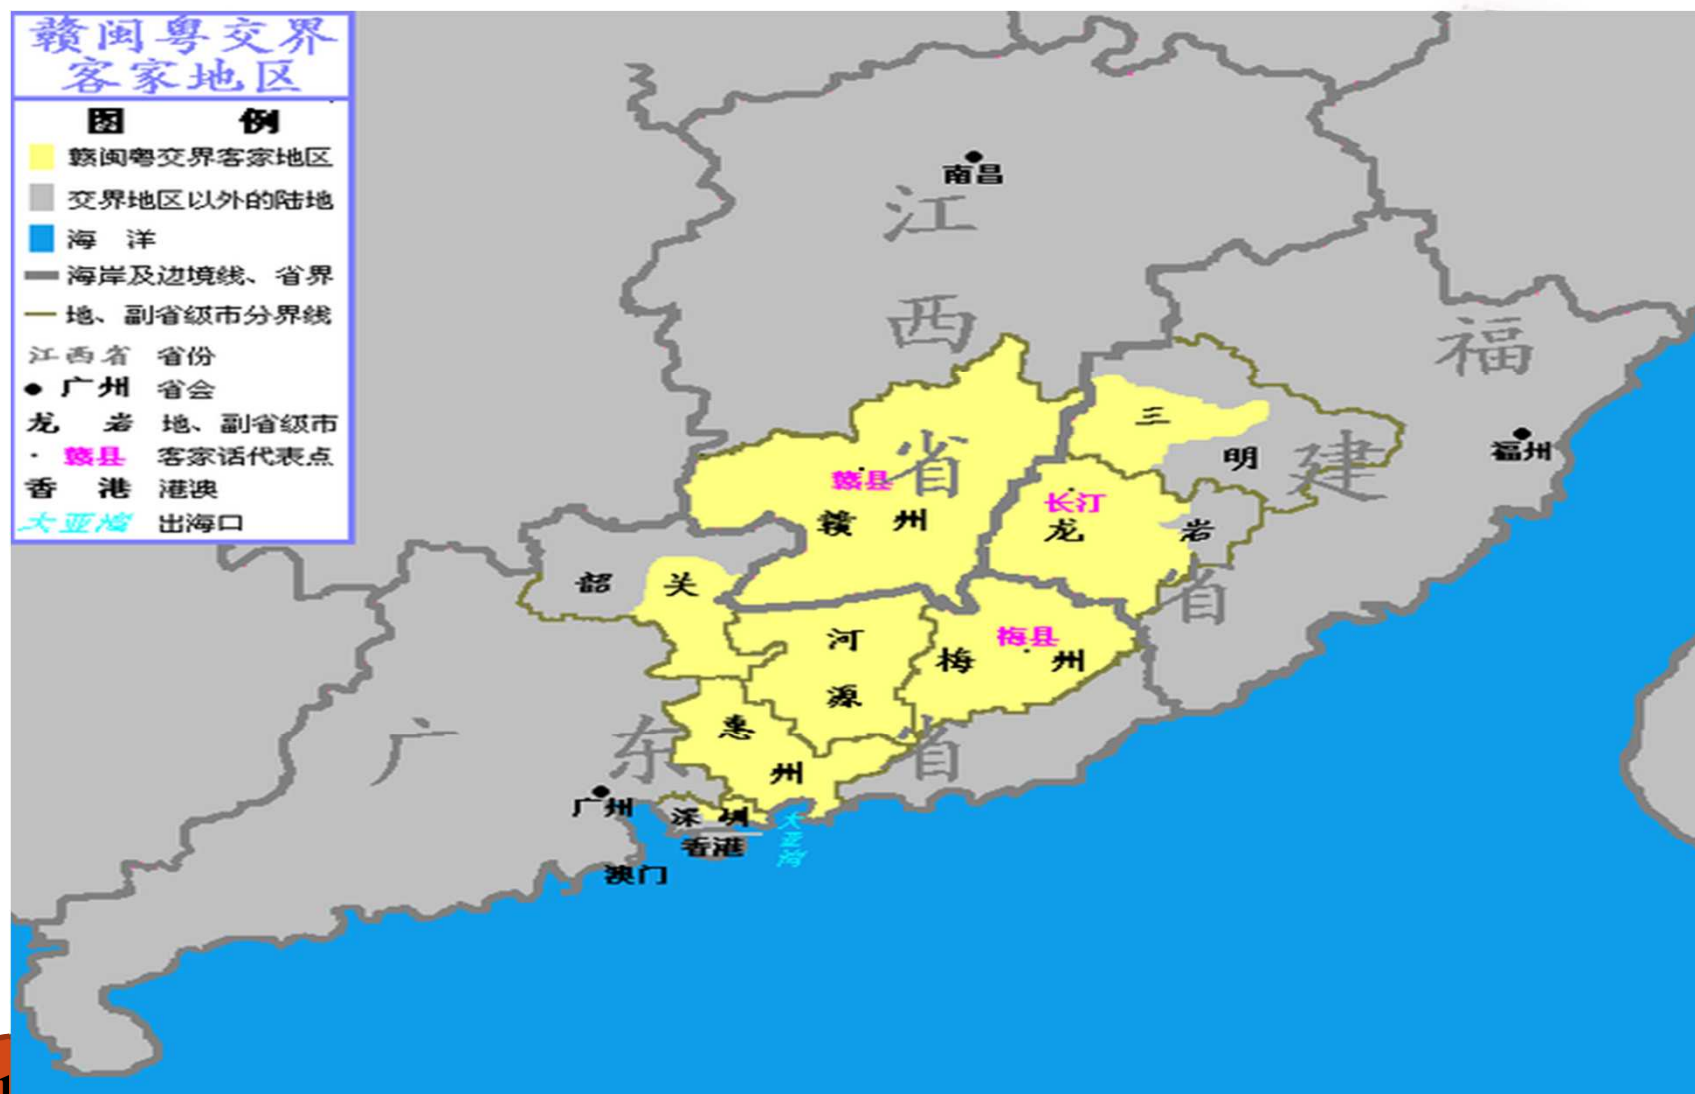 赣闽粤交界
客家地区
图 例
赣闽粤交界客家地区
交界地区以外的陆地
海 洋
海岸及边境线、省界
地、副省级市分界线
江西省 省份
广州 省会
龙 岩 地、副省级市
赣县 客家话代表点
香 港 港澳
大亚湾 出海口
南昌
江
西
省
福
建
省
福州
三
明
赣县
赣 州
长汀
龙 岩
韶 关
河
源
梅县
梅 州
惠
州
广 东 省
广州
深 圳
香港
澳门
大
亚
湾
1